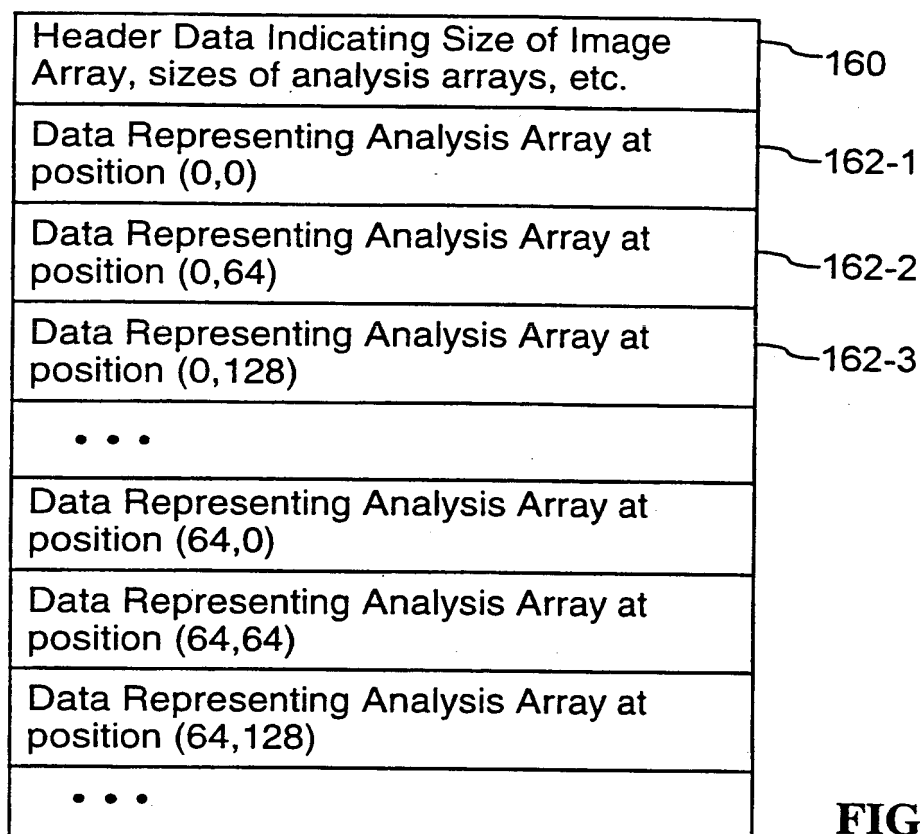 Header Data Indicating Size of Image
Array, sizes of analysis arrays, etc.
160
Data Representing Analysis Array at
position (0,0)
162-1
Data Representing Analysis Array at
position (0,64)
162-2
Data Representing Analysis Array at
position (0,128)
162-3
• • •
Data Representing Analysis Array at
position (64,0)
Data Representing Analysis Array at
position (64,64)
Data Representing Analysis Array at
position (64,128)
• • •
FIG